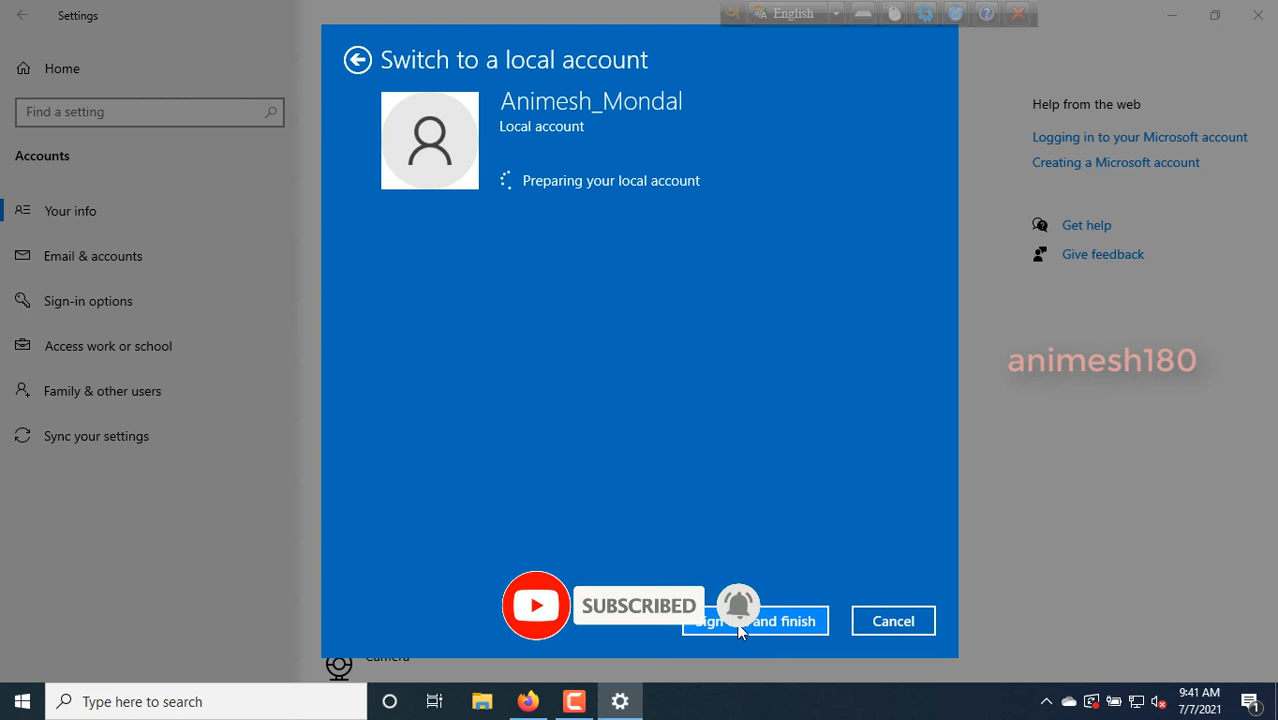 Settings
English
Home
Find a setting
Accounts
Your info
Email & accounts
Sign-in options
Access work or school
Family & other users
Sync your settings
Switch to a local account
Animesh_Mondal
Local account
Preparing your local account
SUBSCRIBED
and finish
Cancel
Camera
Help from the web
Logging in to your Microsoft account
Creating a Microsoft account
Get help
Give feedback
animesh180
Type here to search
9:41 AM
7/7/2021
1